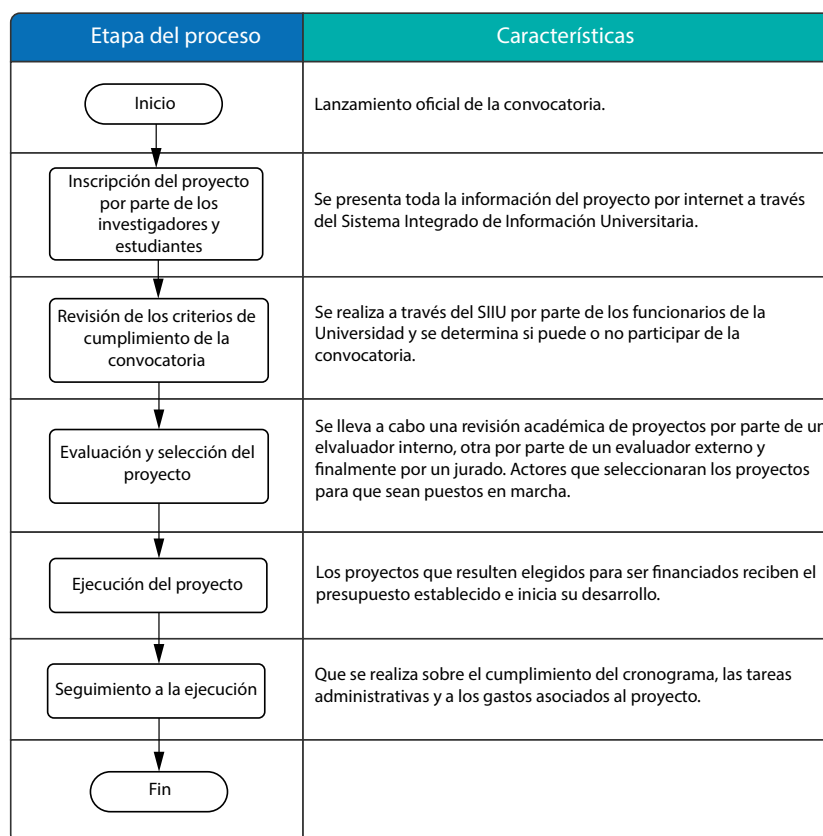 Etapa del proceso
Características
Inicio
Lanzamiento oficial de la convocatoria.
Inscripción del proyecto
por parte de los
investigadores y
estudiantes
Se presenta toda la información del proyecto por internet a través
del Sistema Integrado de Información Universitaria.
Revisión de los criterios de
cumplimiento de la
convocatoria
Se realiza a través del SIIU por parte de los funcionarios de la
Universidad y se determina si puede o no participar de la
convocatoria.
Evaluación y selección del
proyecto
Se lleva a cabo una revisión académica de proyectos por parte de un
elvaluador interno, otra por parte de un evaluador externo y
finalmente por un jurado. Actores que seleccionaran los proyectos
para que sean puestos en marcha.
Ejecución del proyecto
Los proyectos que resulten elegidos para ser financiados reciben el
presupuesto establecido e inicia su desarrollo.
Seguimiento a la ejecución
Que se realiza sobre el cumplimiento del cronograma, las tareas
administrativas y a los gastos asociados al proyecto.
Fin